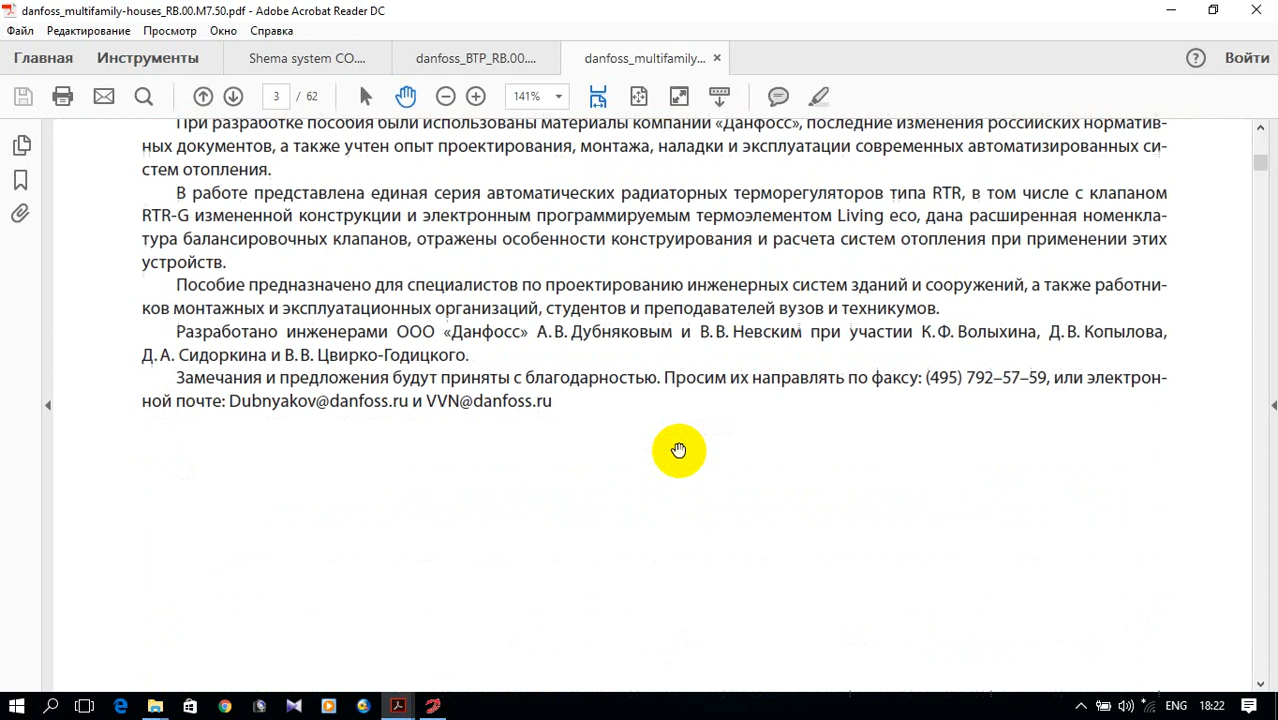 danfoss_multifamily-houses_RB.00.M7.50.pdf - Adobe Acrobat Reader DC
Файл Редактирование Просмотр Окно Справка
Главная Инструменты Shema system CO.... danfoss_BTP_RB.00.... danfoss_multifamily... Войти
3 / 62 141%
При разработке пособия были использованы материалы компании «Данфосс», последние изменения российских норматив-
ных документов, а также учтен опыт проектирования, монтажа, наладки и эксплуатации современных автоматизированных си-
стем отопления.
В работе представлена единая серия автоматических радиаторных терморегуляторов типа RTR, в том числе с клапаном
RTR-G измененной конструкции и электронным программируемым термоэлементом Living eco, дана расширенная номенкла-
тура балансировочных клапанов, отражены особенности конструирования и расчета систем отопления при применении этих
устройств.
Пособие предназначено для специалистов по проектированию инженерных систем зданий и сооружений, а также работни-
ков монтажных и эксплуатационных организаций, студентов и преподавателей вузов и техникумов.
Разработано инженерами ООО «Данфосс» А. В. Дубняковым и В. В. Невским при участии К. Ф. Волыхина, Д. В. Копылова,
Д. А. Сидоркина и В. В. Цвирко-Годицкого.
Замечания и предложения будут приняты с благодарностью. Просим их направлять по факсу: (495) 792–57–59, или электрон-
ной почте: Dubnyakov@danfoss.ru и VVN@danfoss.ru
ENG 18:22